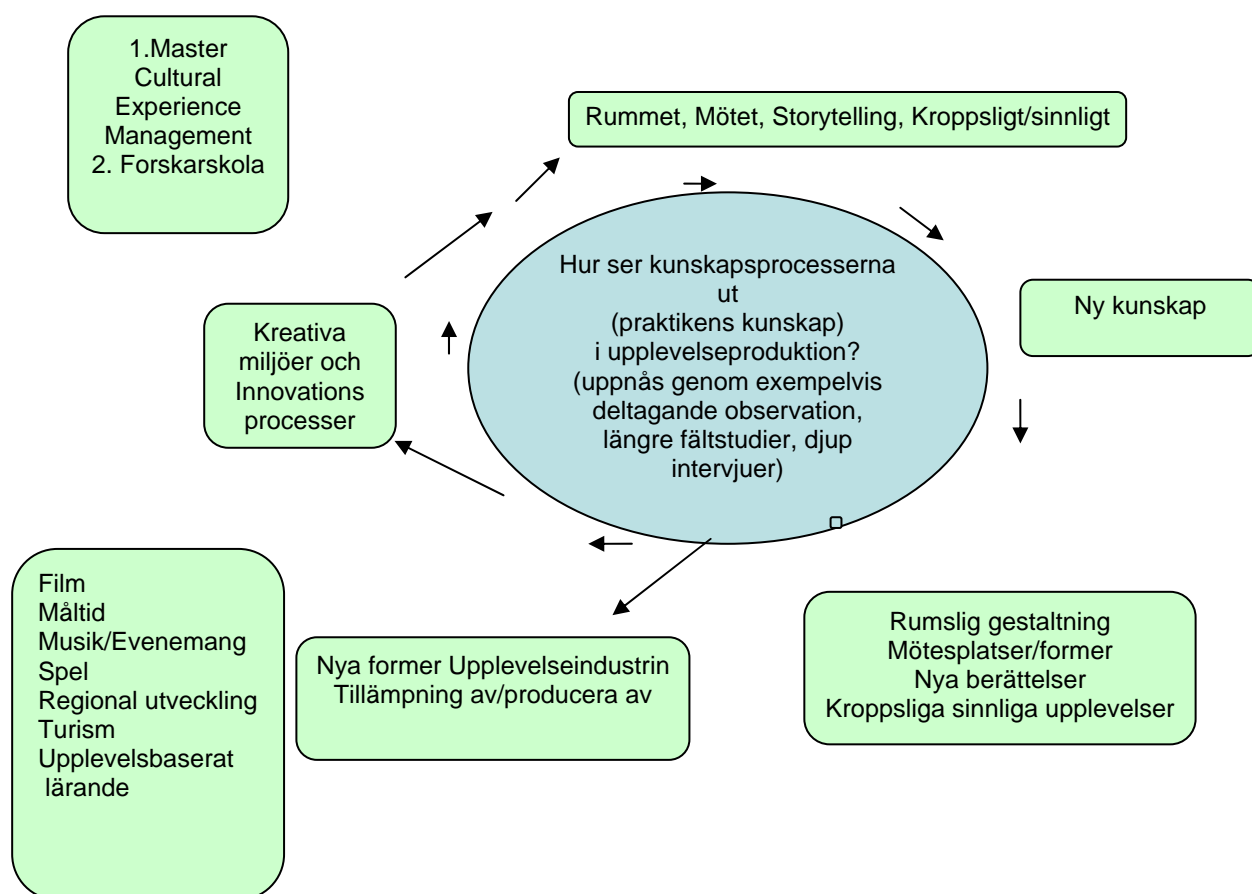 1.Master
Cultural
Experience
Management
2. Forskarskola
Rummet, Mötet, Storytelling, Kroppsligt/sinnligt
Hur ser kunskapsprocesserna
ut
(praktikens kunskap)
i upplevelseproduktion?
(uppnås genom exempelvis
deltagande observation,
längre fältstudier, djup
intervjuer)
Ny kunskap
Kreativa
miljöer och
Innovations
processer
Film
Måltid
Musik/Evenemang
Spel
Regional utveckling
Turism
Upplevelsbaserat
lärande
Nya former Upplevelseindustrin
Tillämpning av/producera av
Rumslig gestaltning
Mötesplatser/former
Nya berättelser
Kroppsliga sinnliga upplevelser